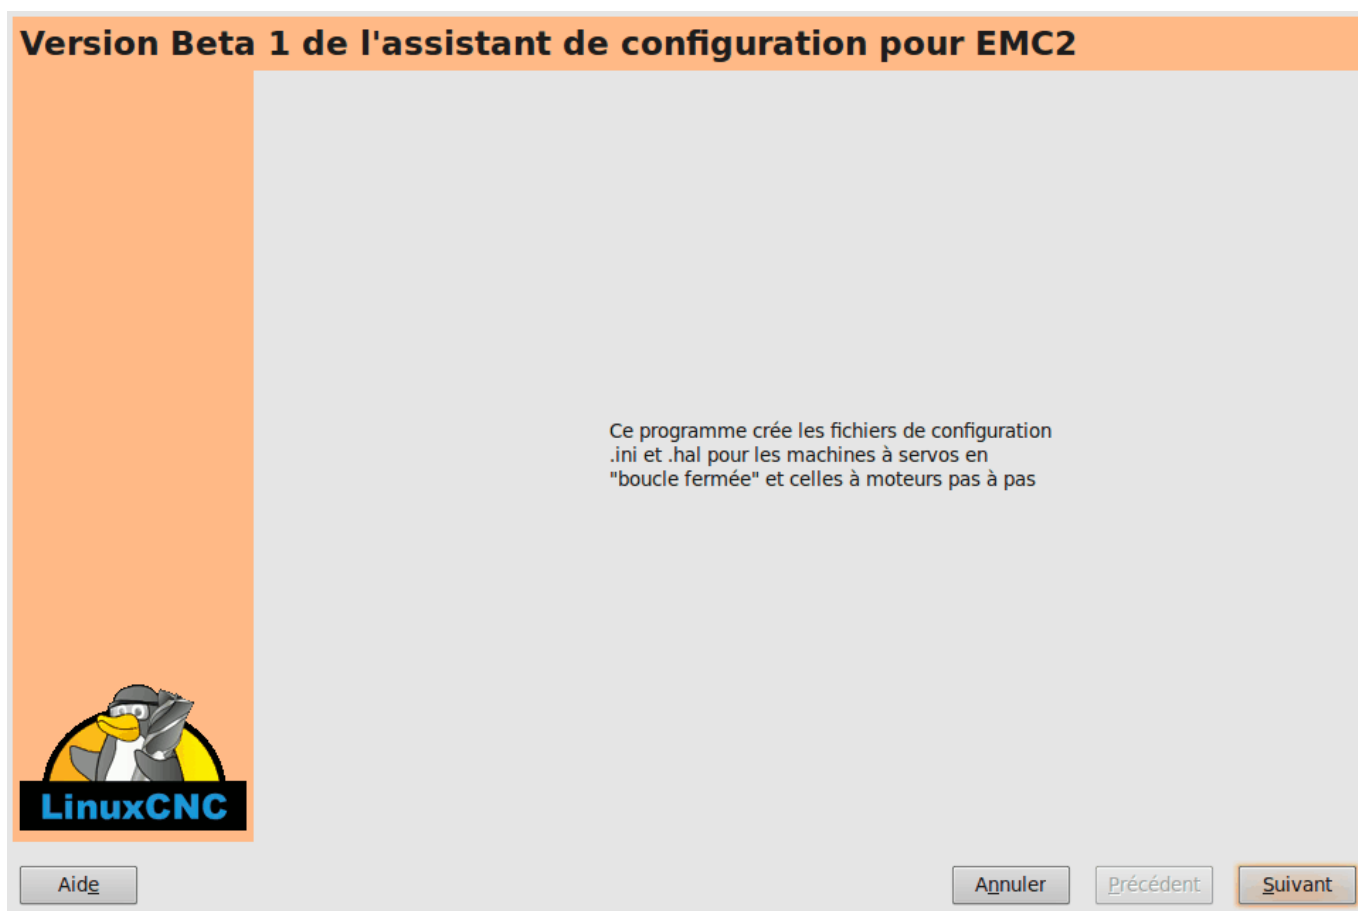 Version Beta 1 de l'assistant de configuration pour EMC2
Ce programme crée les fichiers de configuration
.ini et .hal pour les machines à servos en
"boucle fermée" et celles à moteurs pas à pas
LinuxCNC
Aide
Annuler
Précédent
Suivant